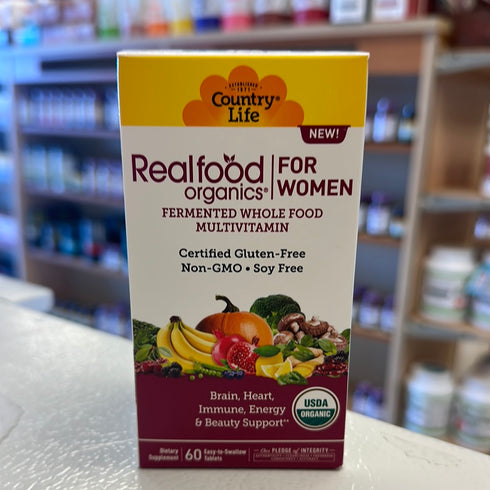 ESTABLISHED
1971
Country®
Life
NEW!
Realfood
organics®
FOR
WOMEN
FERMENTED WHOLE FOOD
MULTIVITAMIN
Certified Gluten-Free
Non-GMO • Soy Free
Brain, Heart,
Immune, Energy
& Beauty Support**
USDA
ORGANIC
Dietary
Supplement
60 Easy-to-Swallow
Tablets
Our PLEDGE of INTEGRITY